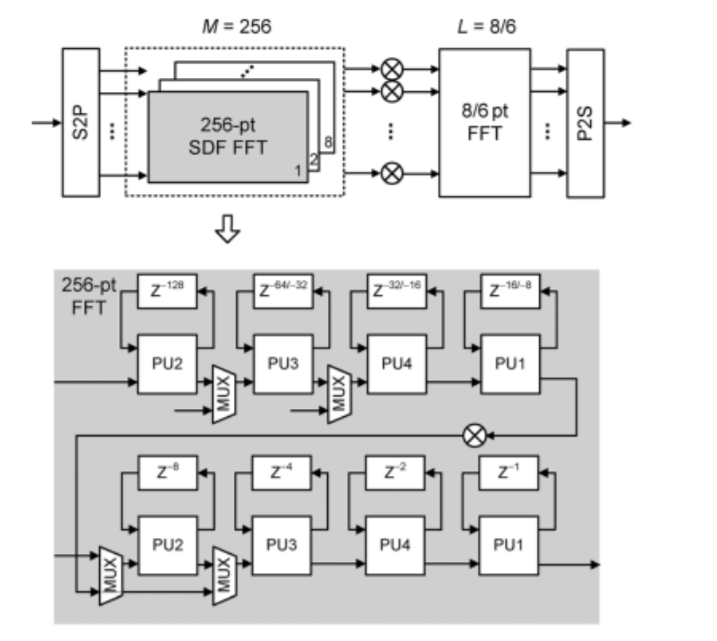 M = 256 L = 8/6
S2P
256-pt
SDF FFT
1 2 8
8/6 pt
FFT
P2S
256-pt
FFT
Z⁻¹²⁸ Z⁻⁶⁴/⁻³² Z⁻³²/⁻¹⁶ Z⁻¹⁶/⁻⁸
PU2 MUX PU3 MUX PU4 PU1
Z⁻⁸ Z⁻⁴ Z⁻² Z⁻¹
MUX PU2 MUX PU3 PU4 PU1